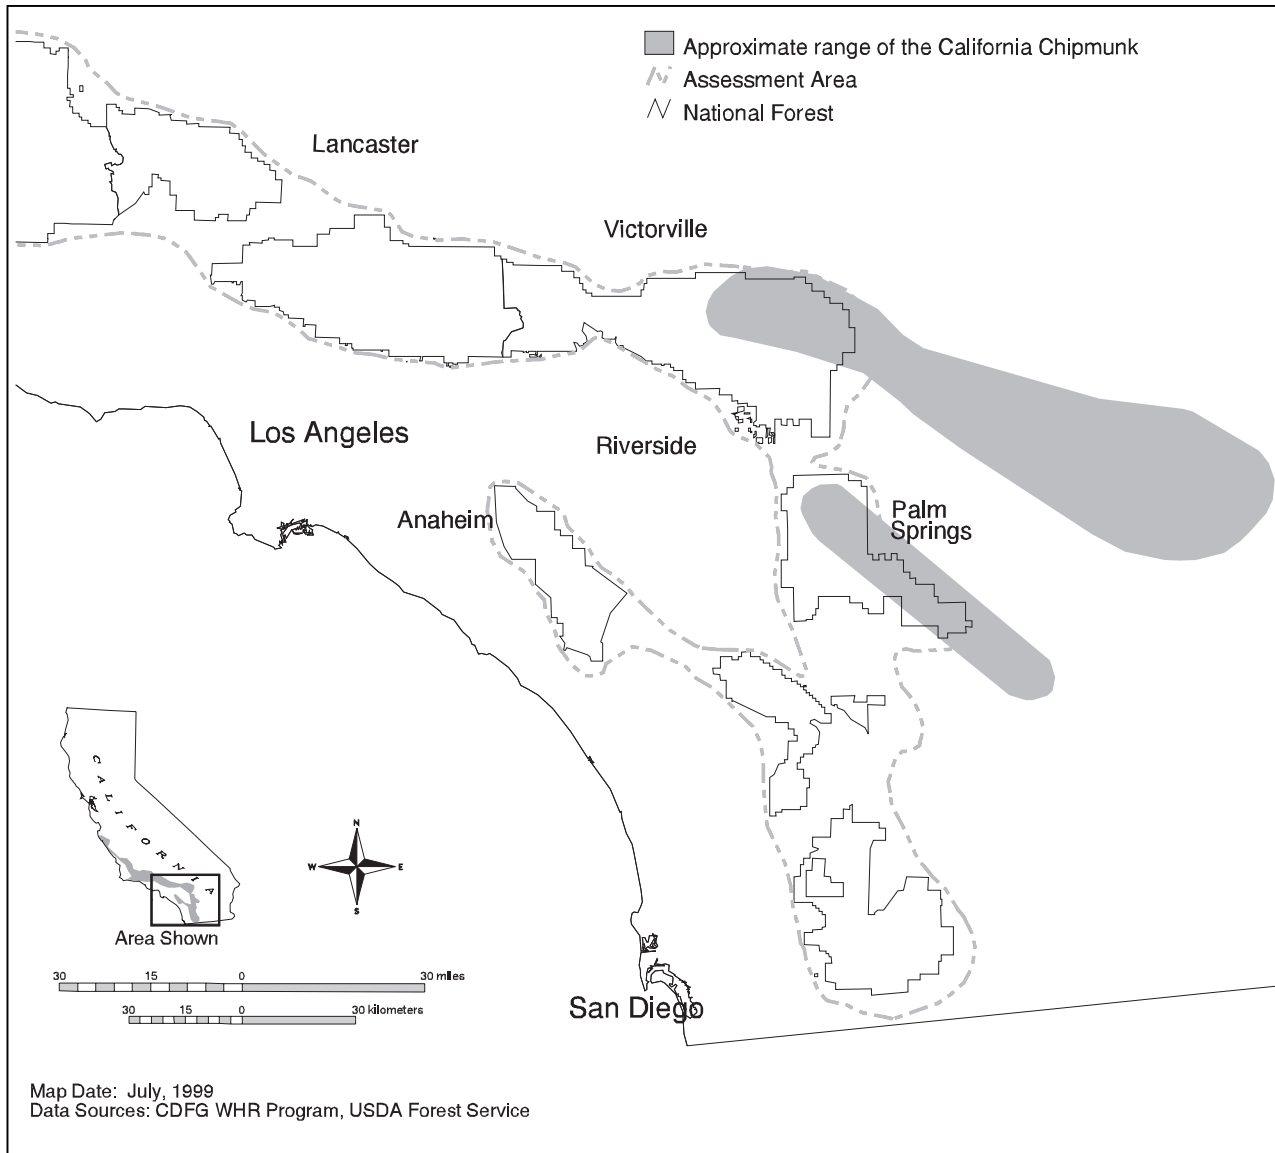 Approximate range of the California Chipmunk
Assessment Area
National Forest
Lancaster
Victorville
Los Angeles
Riverside
Anaheim
Palm
Springs
CALIFORNIA
N
W
E
S
Area Shown
30 15 0 30 miles
30 15 0 30 kilometers
San Diego
Map Date: July, 1999
Data Sources: CDFG WHR Program, USDA Forest Service